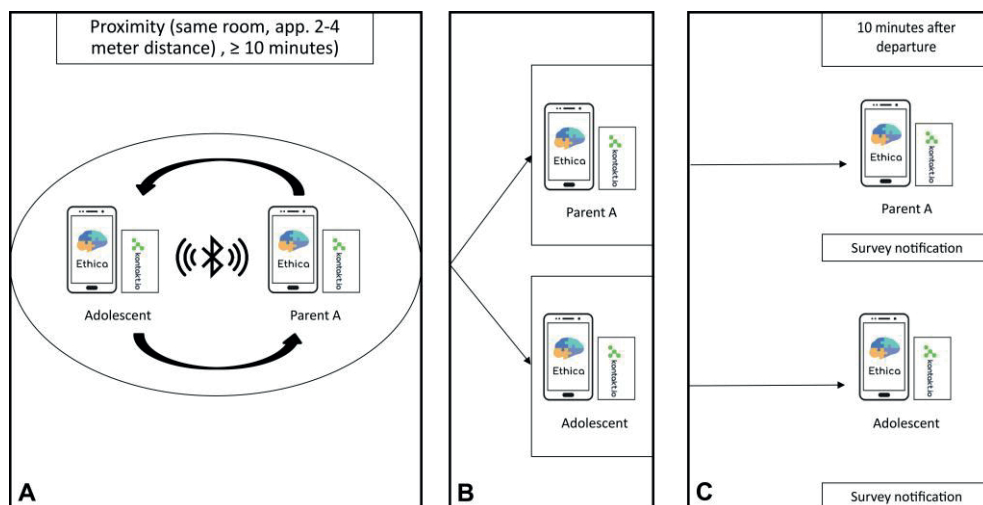 Proximity (same room, app. 2-4
meter distance) , ≥ 10 minutes)
Ethica
kontakt.io
Adolescent
Ethica
kontakt.io
Parent A
A
Ethica
kontakt.io
Parent A
Ethica
kontakt.io
Adolescent
B
10 minutes after
departure
Ethica
kontakt.io
Parent A
Survey notification
Ethica
kontakt.io
Adolescent
Survey notification
C